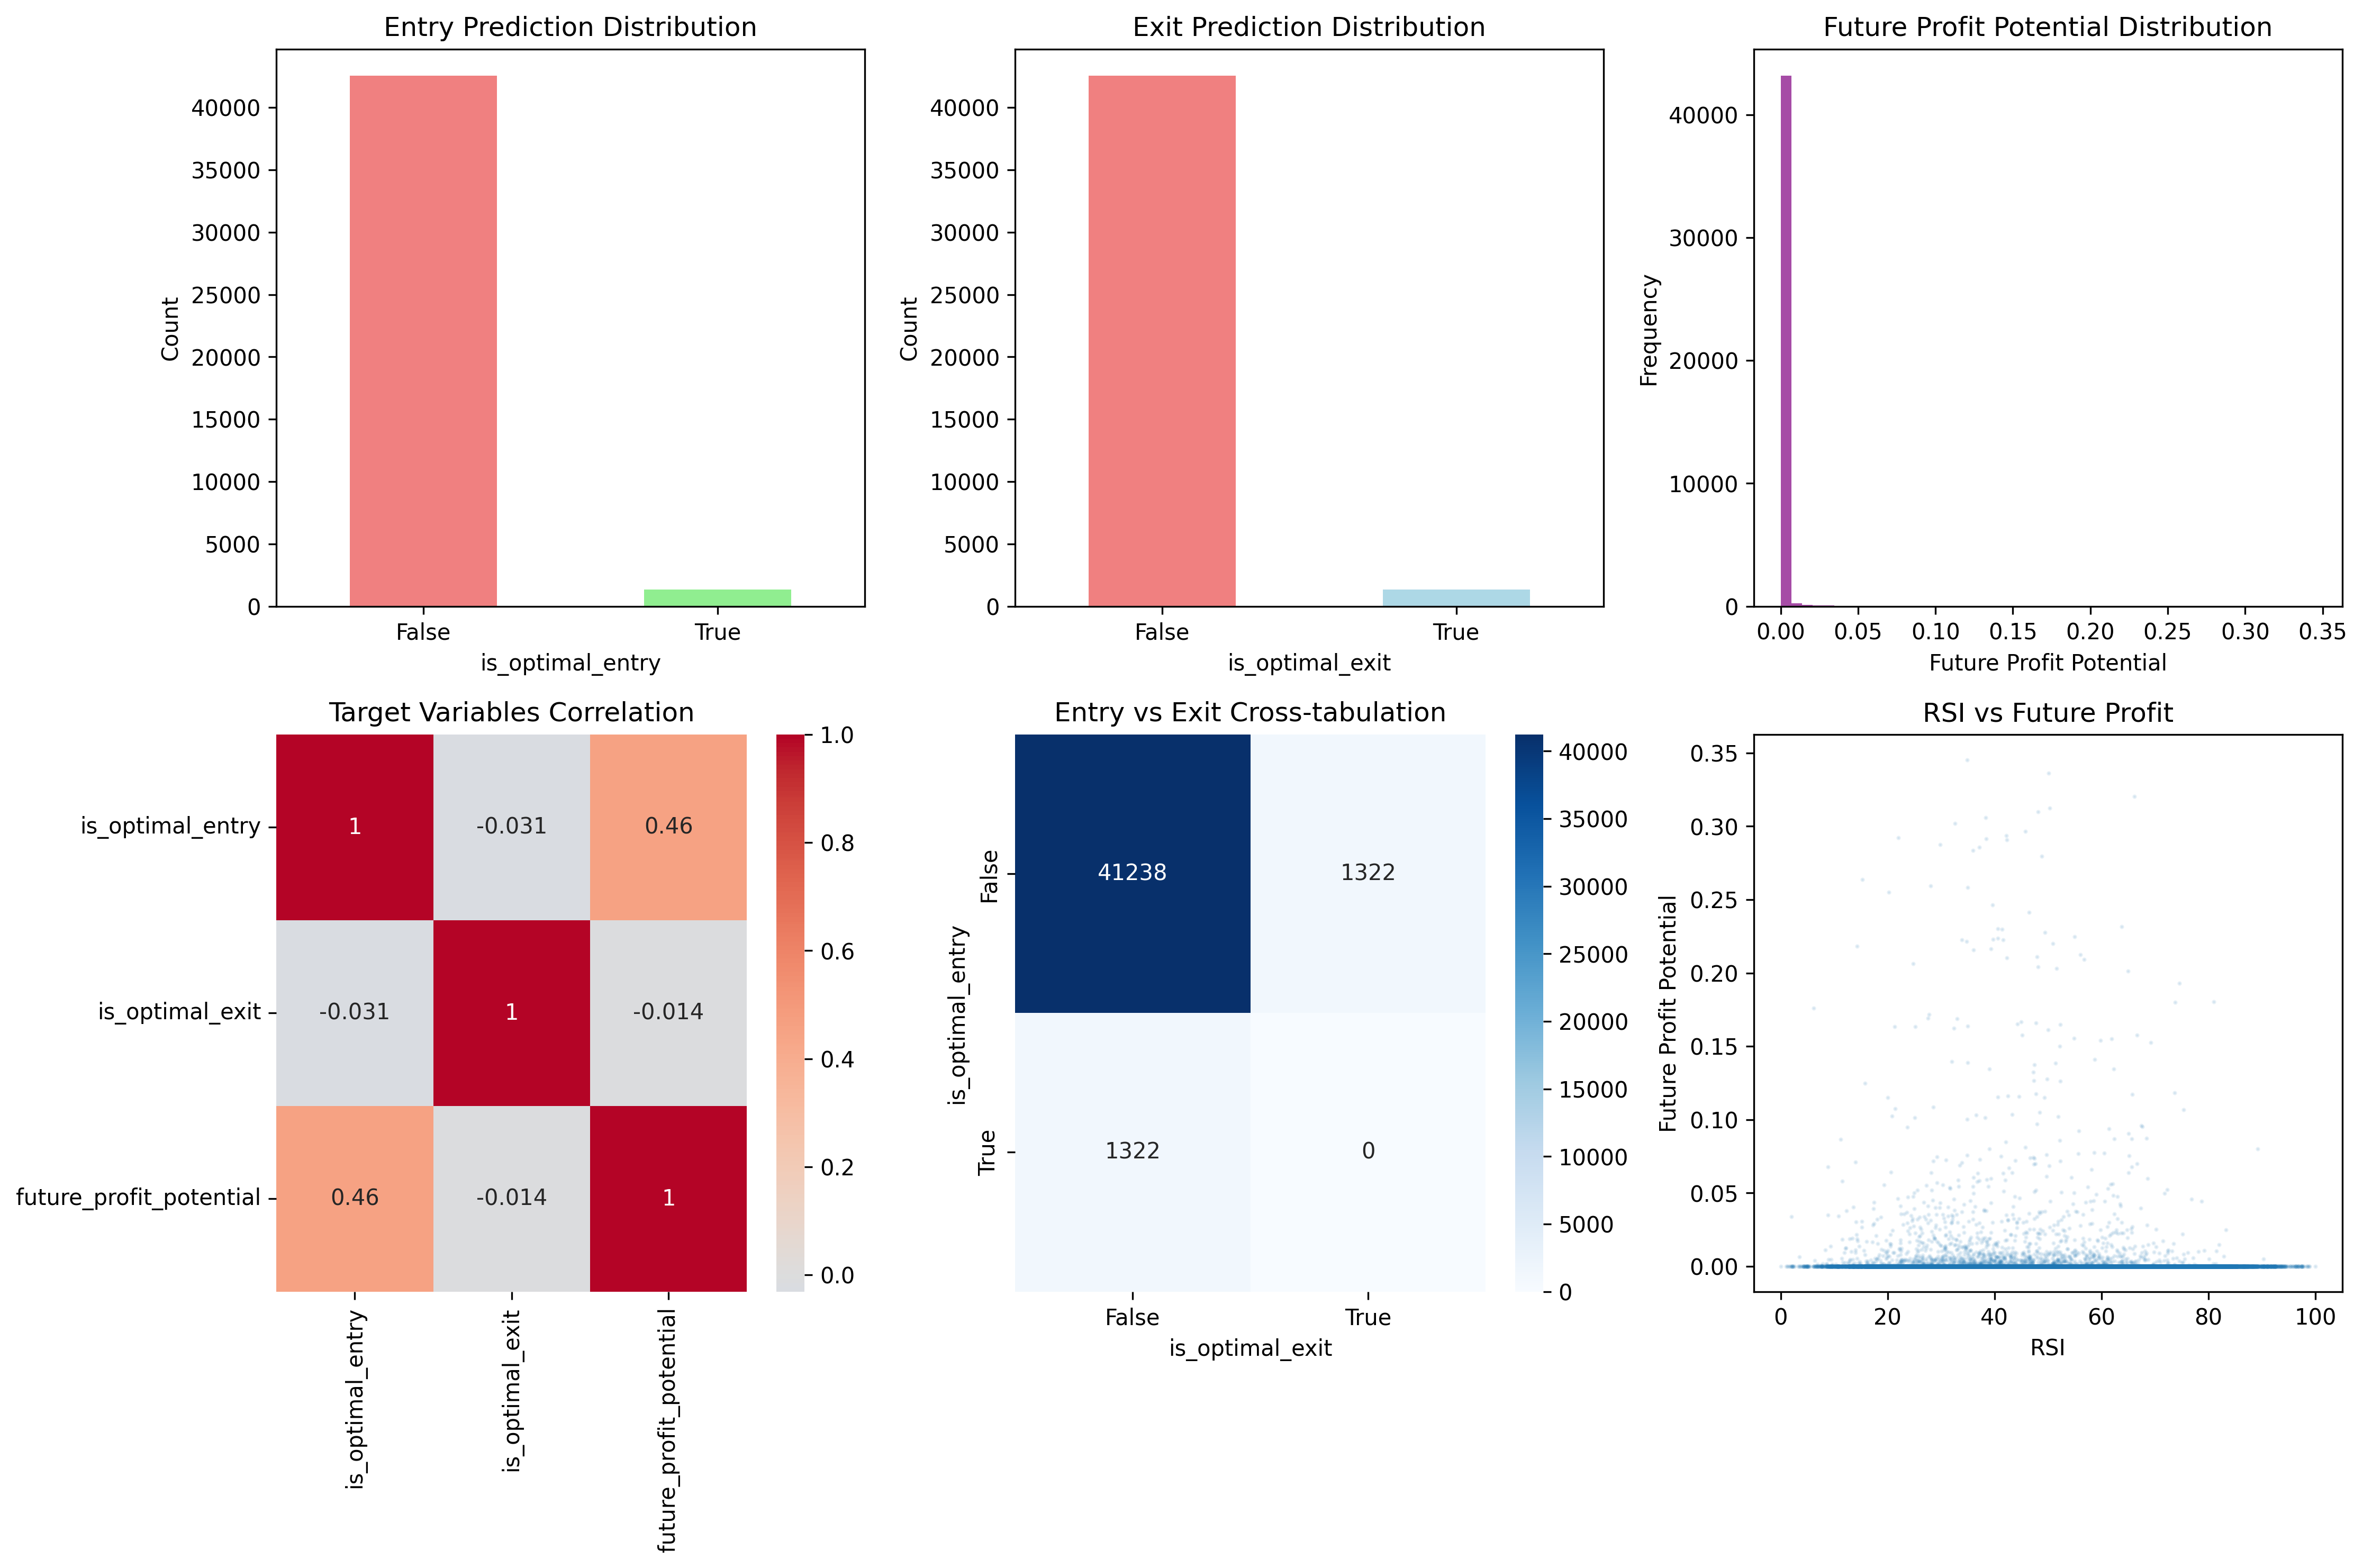 Entry Prediction Distribution
Count
40000
35000
30000
25000
20000
15000
10000
5000
0
False
True
is_optimal_entry
Exit Prediction Distribution
Count
40000
35000
30000
25000
20000
15000
10000
5000
0
False
True
is_optimal_exit
Future Profit Potential Distribution
Frequency
40000
30000
20000
10000
0
0.00 0.05 0.10 0.15 0.20 0.25 0.30 0.35
Future Profit Potential
Target Variables Correlation
is_optimal_entry
is_optimal_exit
future_profit_potential
1 -0.031 0.46
-0.031 1 -0.014
0.46 -0.014 1
is_optimal_entry
is_optimal_exit
future_profit_potential
1.0
0.8
0.6
0.4
0.2
0.0
Entry vs Exit Cross-tabulation
is_optimal_entry
False
True
41238 1322
1322 0
False True
is_optimal_exit
40000
35000
30000
25000
20000
15000
10000
5000
0
RSI vs Future Profit
Future Profit Potential
0.35
0.30
0.25
0.20
0.15
0.10
0.05
0.00
0 20 40 60 80 100
RSI